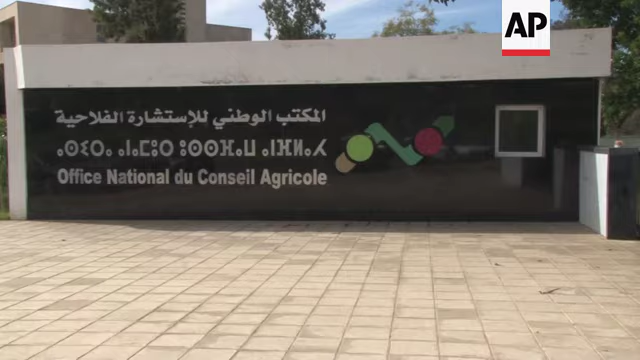 AP
المكتب الوطني للإستشارة الفلاحية
Office National du Conseil Agricole